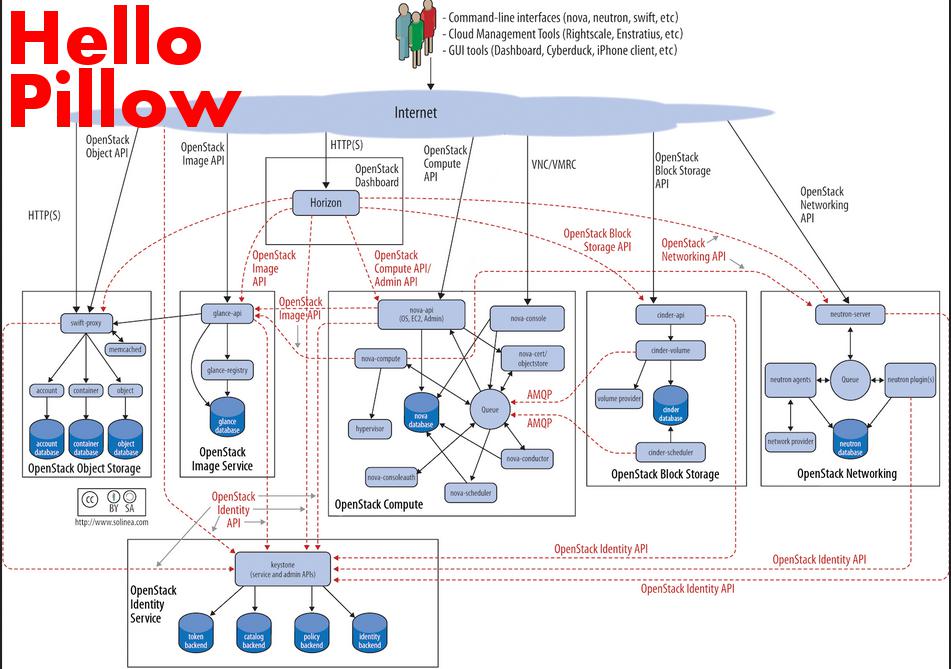 Hello
Pillow
- Command-line interfaces (nova, neutron, swift, etc)
- Cloud Management Tools (Rightscale, Enstratius, etc)
- GUI tools (Dashboard, Cyberduck, iPhone client, etc)
Internet
OpenStack
Object API
OpenStack
Image API
HTTP(S)
OpenStack
Dashboard
OpenStack
Compute
API
VNC/VMRC
OpenStack
Block Storage
API
OpenStack
Networking
API
HTTP(S)
Horizon
OpenStack
Image
API
OpenStack
Compute API/
Admin API
OpenStack Block
Storage API
OpenStack
Networking API
OpenStack
Image API
swift-proxy
memcached
account
container
object
account
database
container
database
object
database
OpenStack Object Storage
glance-api
glance-registry
glance
database
OpenStack
Image Service
nova-api
(OS, EC2, Admin)
nova-console
nova-compute
nova-cert/
objectstore
hypervisor
nova
database
Queue
nova-conductor
nova-consoleauth
nova-scheduler
OpenStack Compute
AMQP
AMQP
cinder-api
cinder-volume
volume provider
cinder
database
cinder-scheduler
OpenStack Block Storage
neutron-server
neutron agents
Queue
neutron plugin(s)
network provider
neutron
database
OpenStack Networking
cc
BY SA
http://www.solinea.com
OpenStack
Identity
API
OpenStack Identity API
OpenStack Identity API
OpenStack Identity API
keystone
(service and admin APIs)
OpenStack
Identity
Service
token
backend
catalog
backend
policy
backend
identity
backend